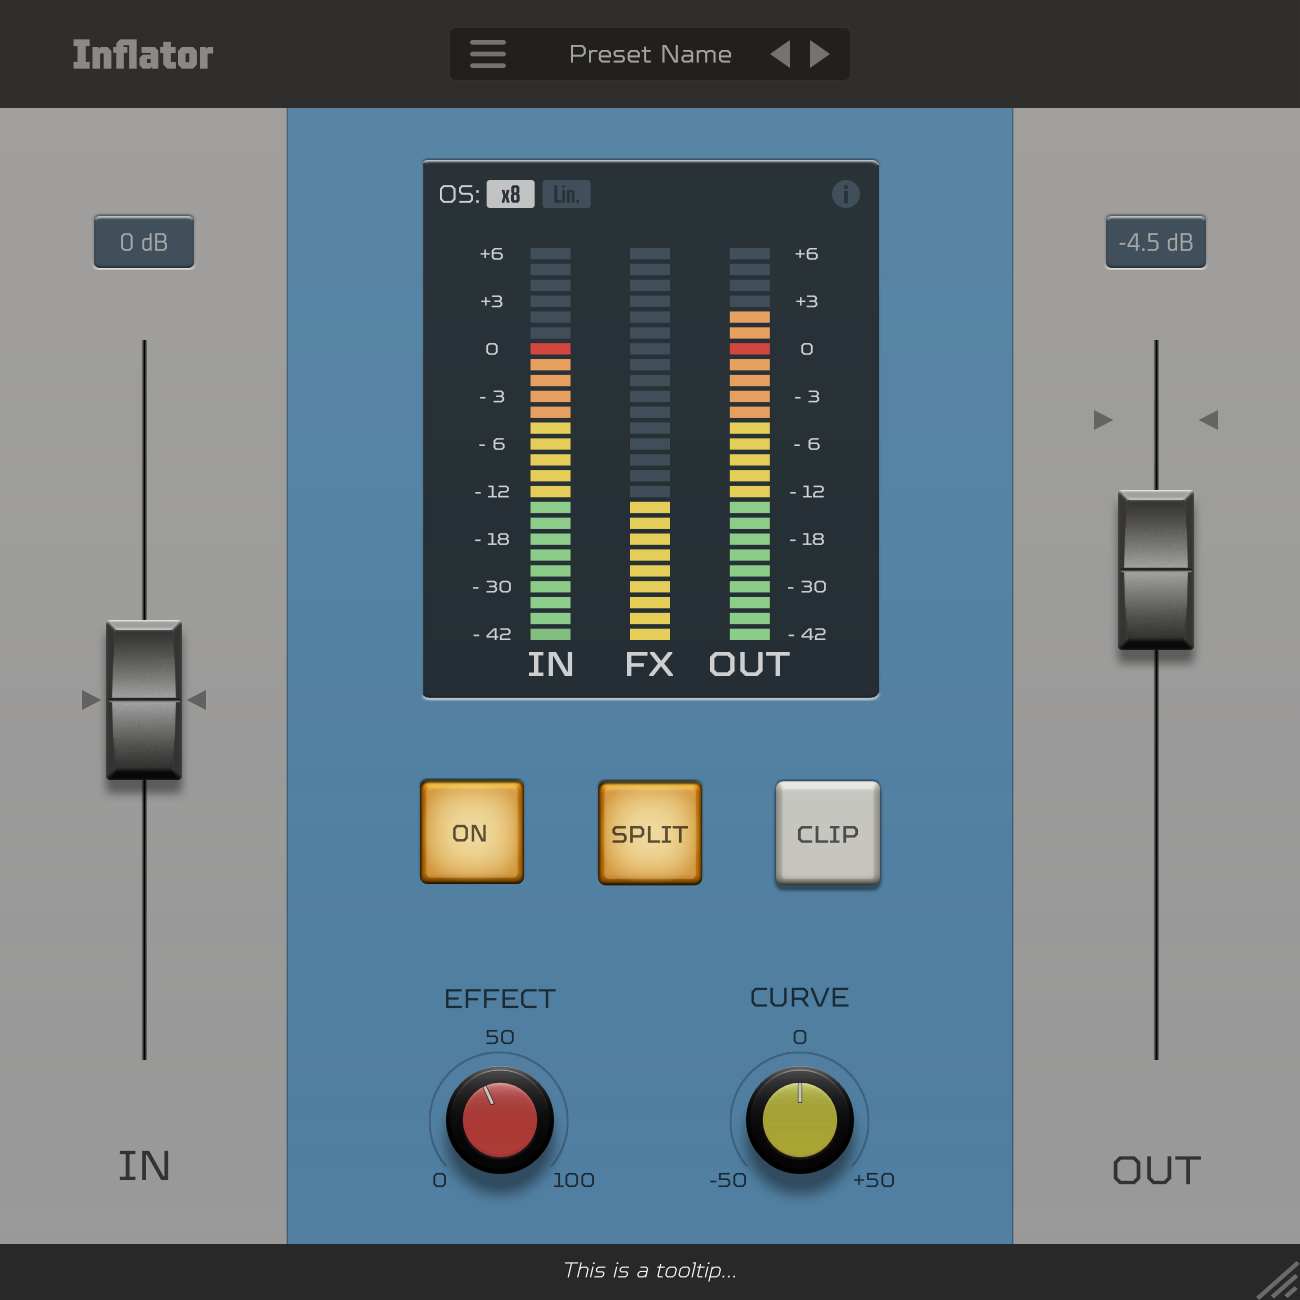 Inflator
Preset Name
OS: x8 Lin. i
0 dB
-4.5 dB
+6 +6
+3 +3
0 0
- 3 - 3
- 6 - 6
- 12 - 12
- 18 - 18
- 30 - 30
- 42 - 42
IN FX OUT
ON SPLIT CLIP
EFFECT CURVE
50 0
0 100 -50 +50
IN OUT
This is a tooltip...